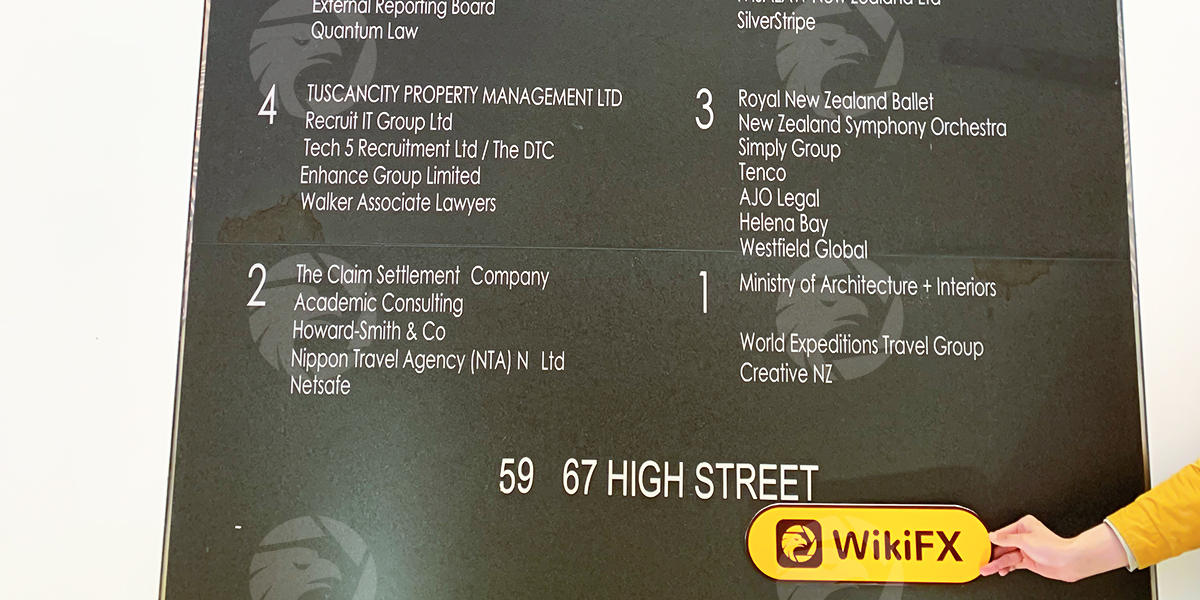 External Reporting Board
Quantum Law
New Zealand Ltd
SilverStripe
4
TUSCANCITY PROPERTY MANAGEMENT LTD
Recruit IT Group Ltd
Tech 5 Recruitment Ltd / The DTC
Enhance Group Limited
Walker Associate Lawyers
3
Royal New Zealand Ballet
New Zealand Symphony Orchestra
Simply Group
Tenco
AJO Legal
Helena Bay
Westfield Global
2
The Claim Settlement Company
Academic Consulting
Howard-Smith & Co
Nippon Travel Agency (NTA) N Ltd
Netsafe
1
Ministry of Architecture + Interiors
World Expeditions Travel Group
Creative NZ
59 67 HIGH STREET
WikiFX